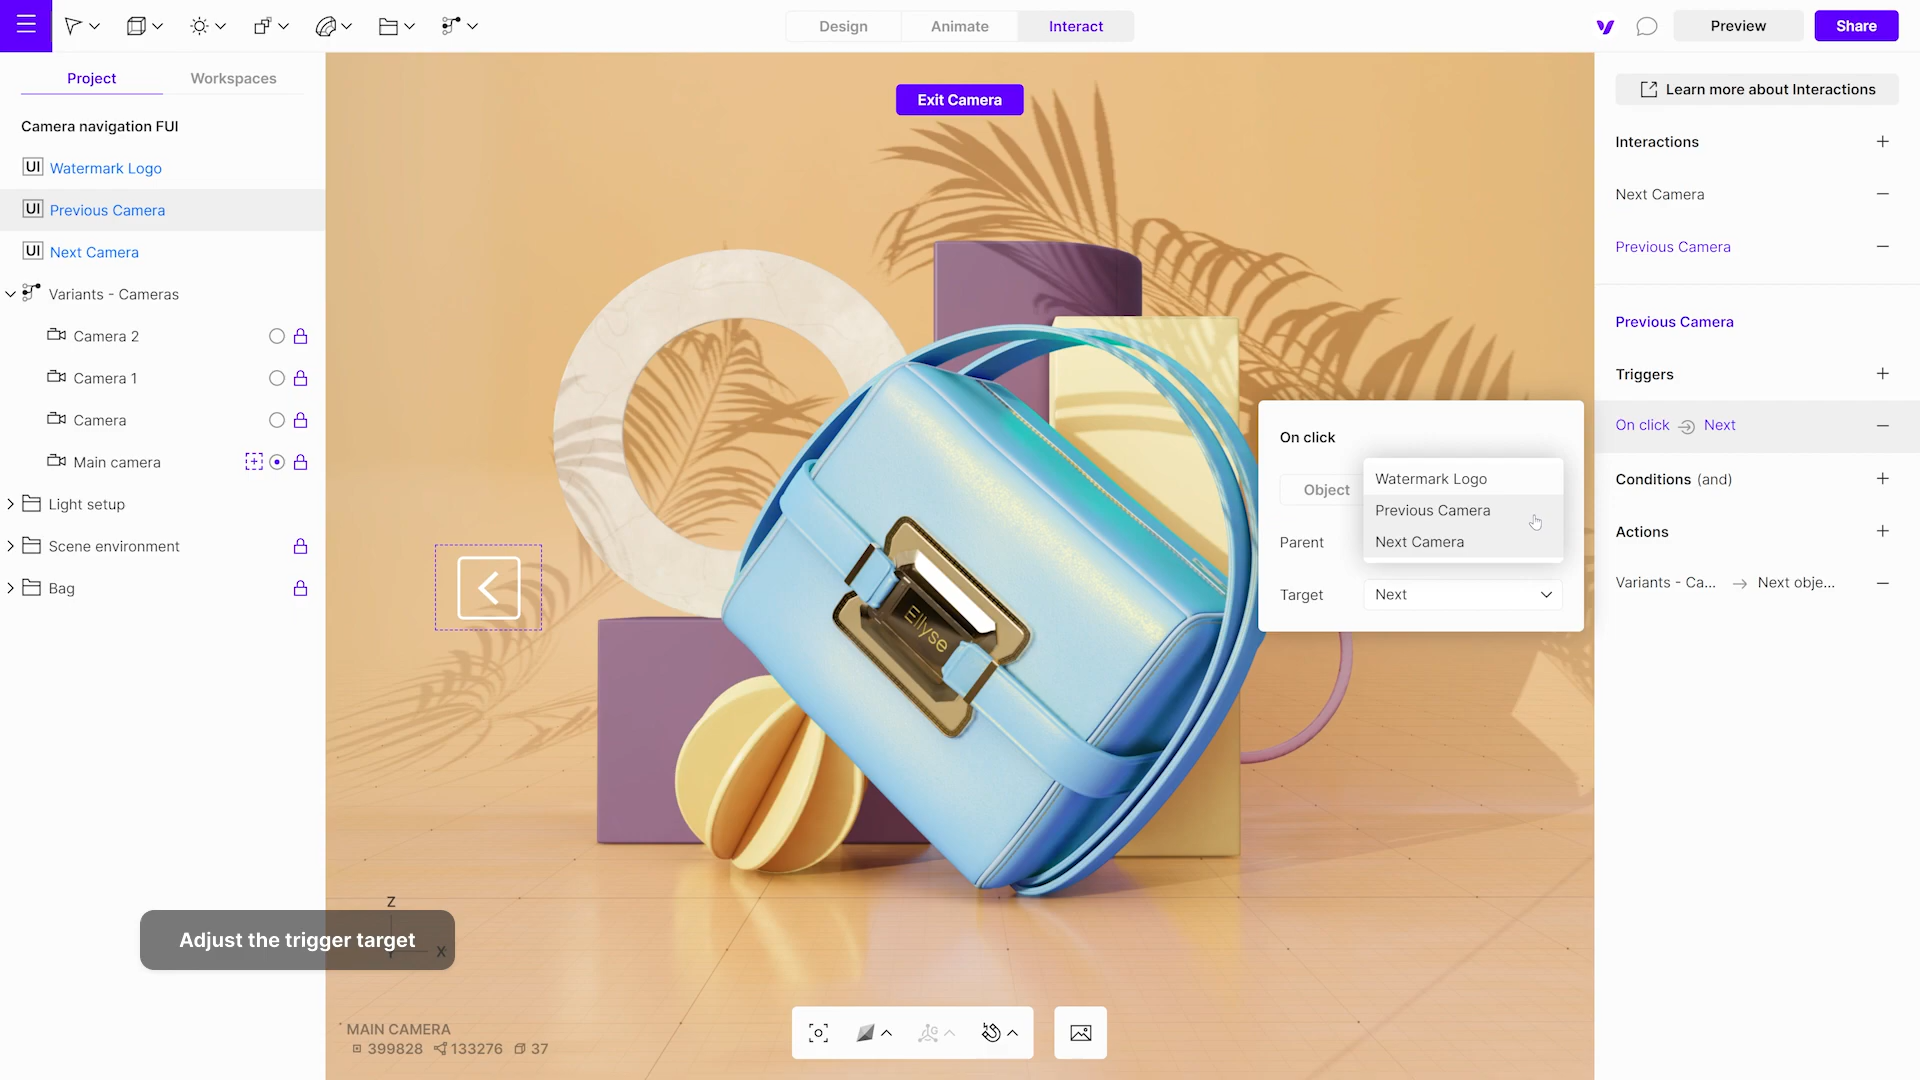 Design
Animate
Interact
Preview
Share
Project
Workspaces
Camera navigation FUI
UI Watermark Logo
UI Previous Camera
UI Next Camera
Variants - Cameras
Camera 2
Camera 1
Camera
Main camera
Light setup
Scene environment
Bag
Exit Camera
Ellyse
On click
Object
Watermark Logo
Previous Camera
Next Camera
Parent
Target
Next
Learn more about Interactions
Interactions
Next Camera
Previous Camera
Previous Camera
Triggers
On click Next
Conditions (and)
Actions
Variants - Ca... → Next obje...
Z
X
Adjust the trigger target
MAIN CAMERA
399828 133276 37